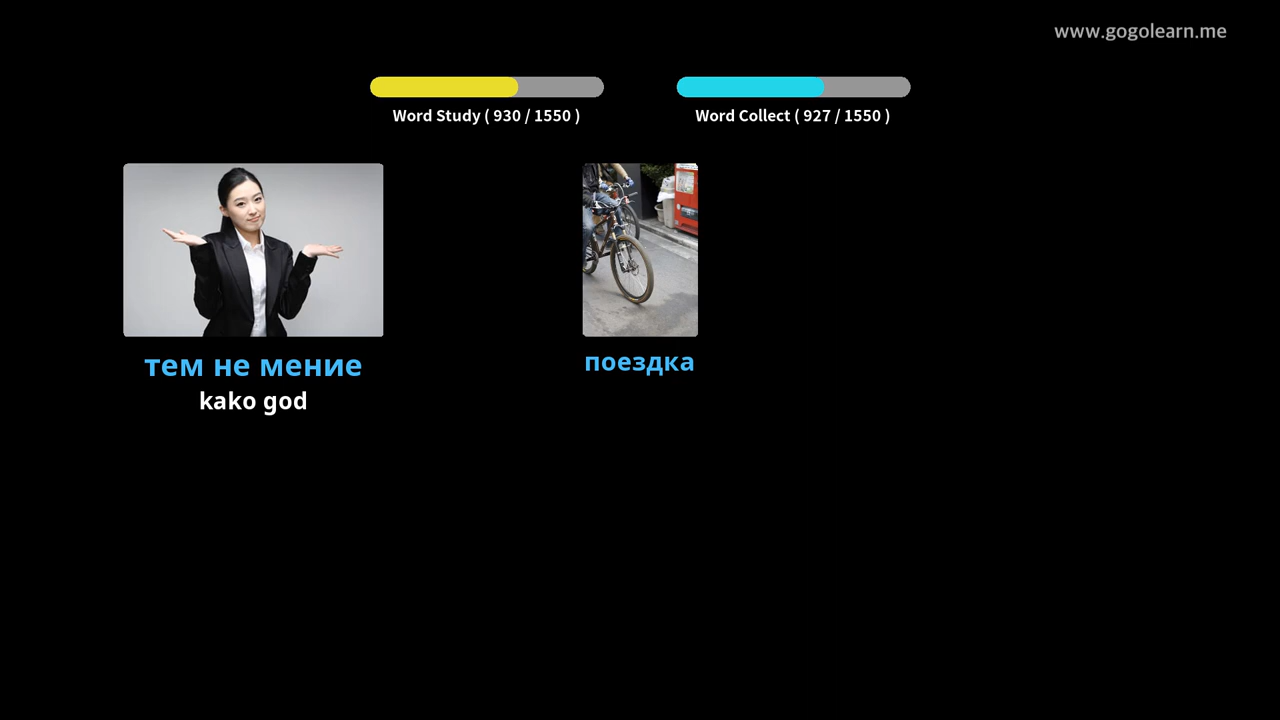 www.gogolearn.me
Word Study ( 930 / 1550 )
Word Collect ( 927 / 1550 )
тем не мение
kako god
поездка